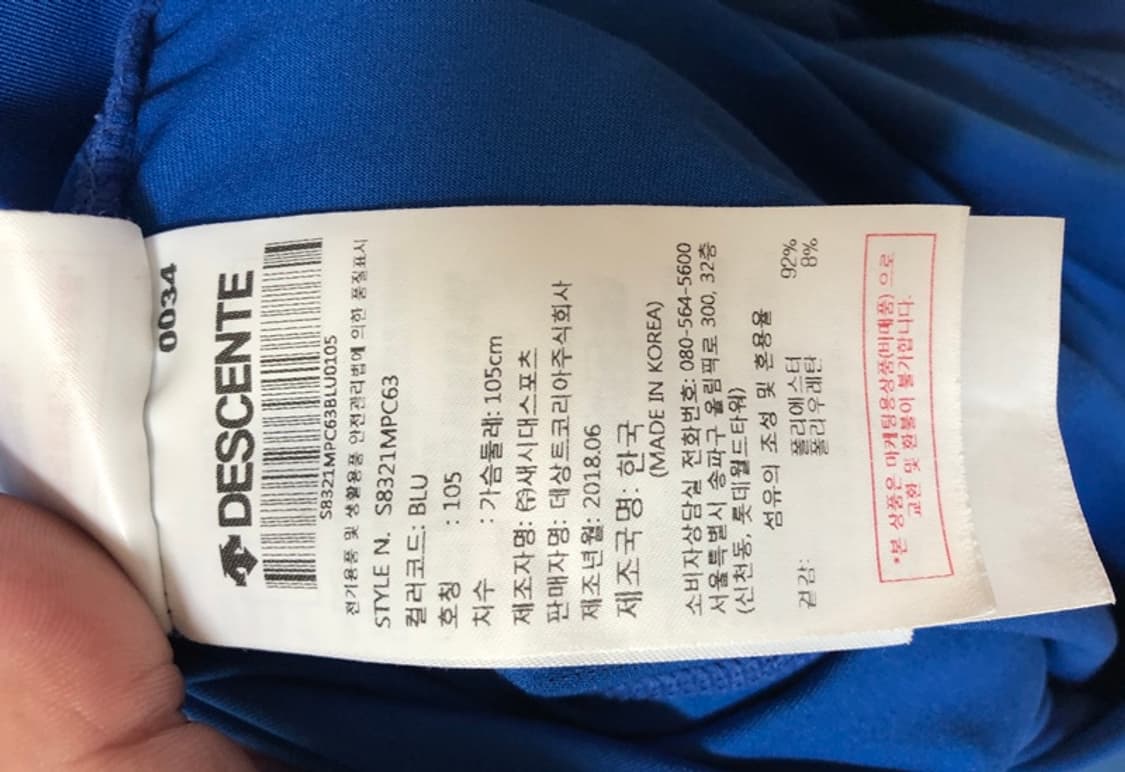 0034
DESCENTE
S8321MPC63BLU0105
전기용품 및 생활용품 안전관리법에 의한 품질표시
STYLE N. S8321MPC63
컬러코드: BLU
호칭 : 105
치수 : 가슴둘레: 105cm
제조자명: ㈜새시대스포츠
판매자명: 데상트코리아주식회사
제조년월: 2018.06
제조국명: 한국
(MADE IN KOREA)
소비자상담실 전화번호: 080-564-5600
서울특별시 송파구 올림픽로 300, 32층
(신천동, 롯데월드타워)
섬유의 조성 및 혼용율
겉감: 폴리에스터 92%
폴리우레탄 8%
*본 상품은 마케팅용상품(비매품)으로
교환 및 환불이 불가합니다.